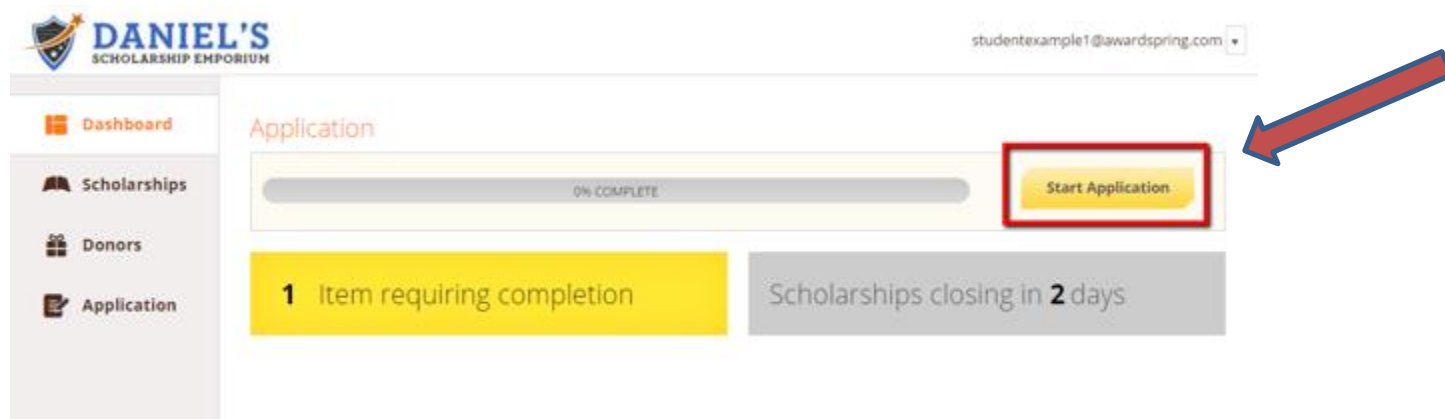 DANIEL'S
SCHOLARSHIP EMPORIUM
studentexample1@awardspring.com
Dashboard
Scholarships
Donors
Application
Application
0% COMPLETE
Start Application
1 Item requiring completion
Scholarships closing in 2 days